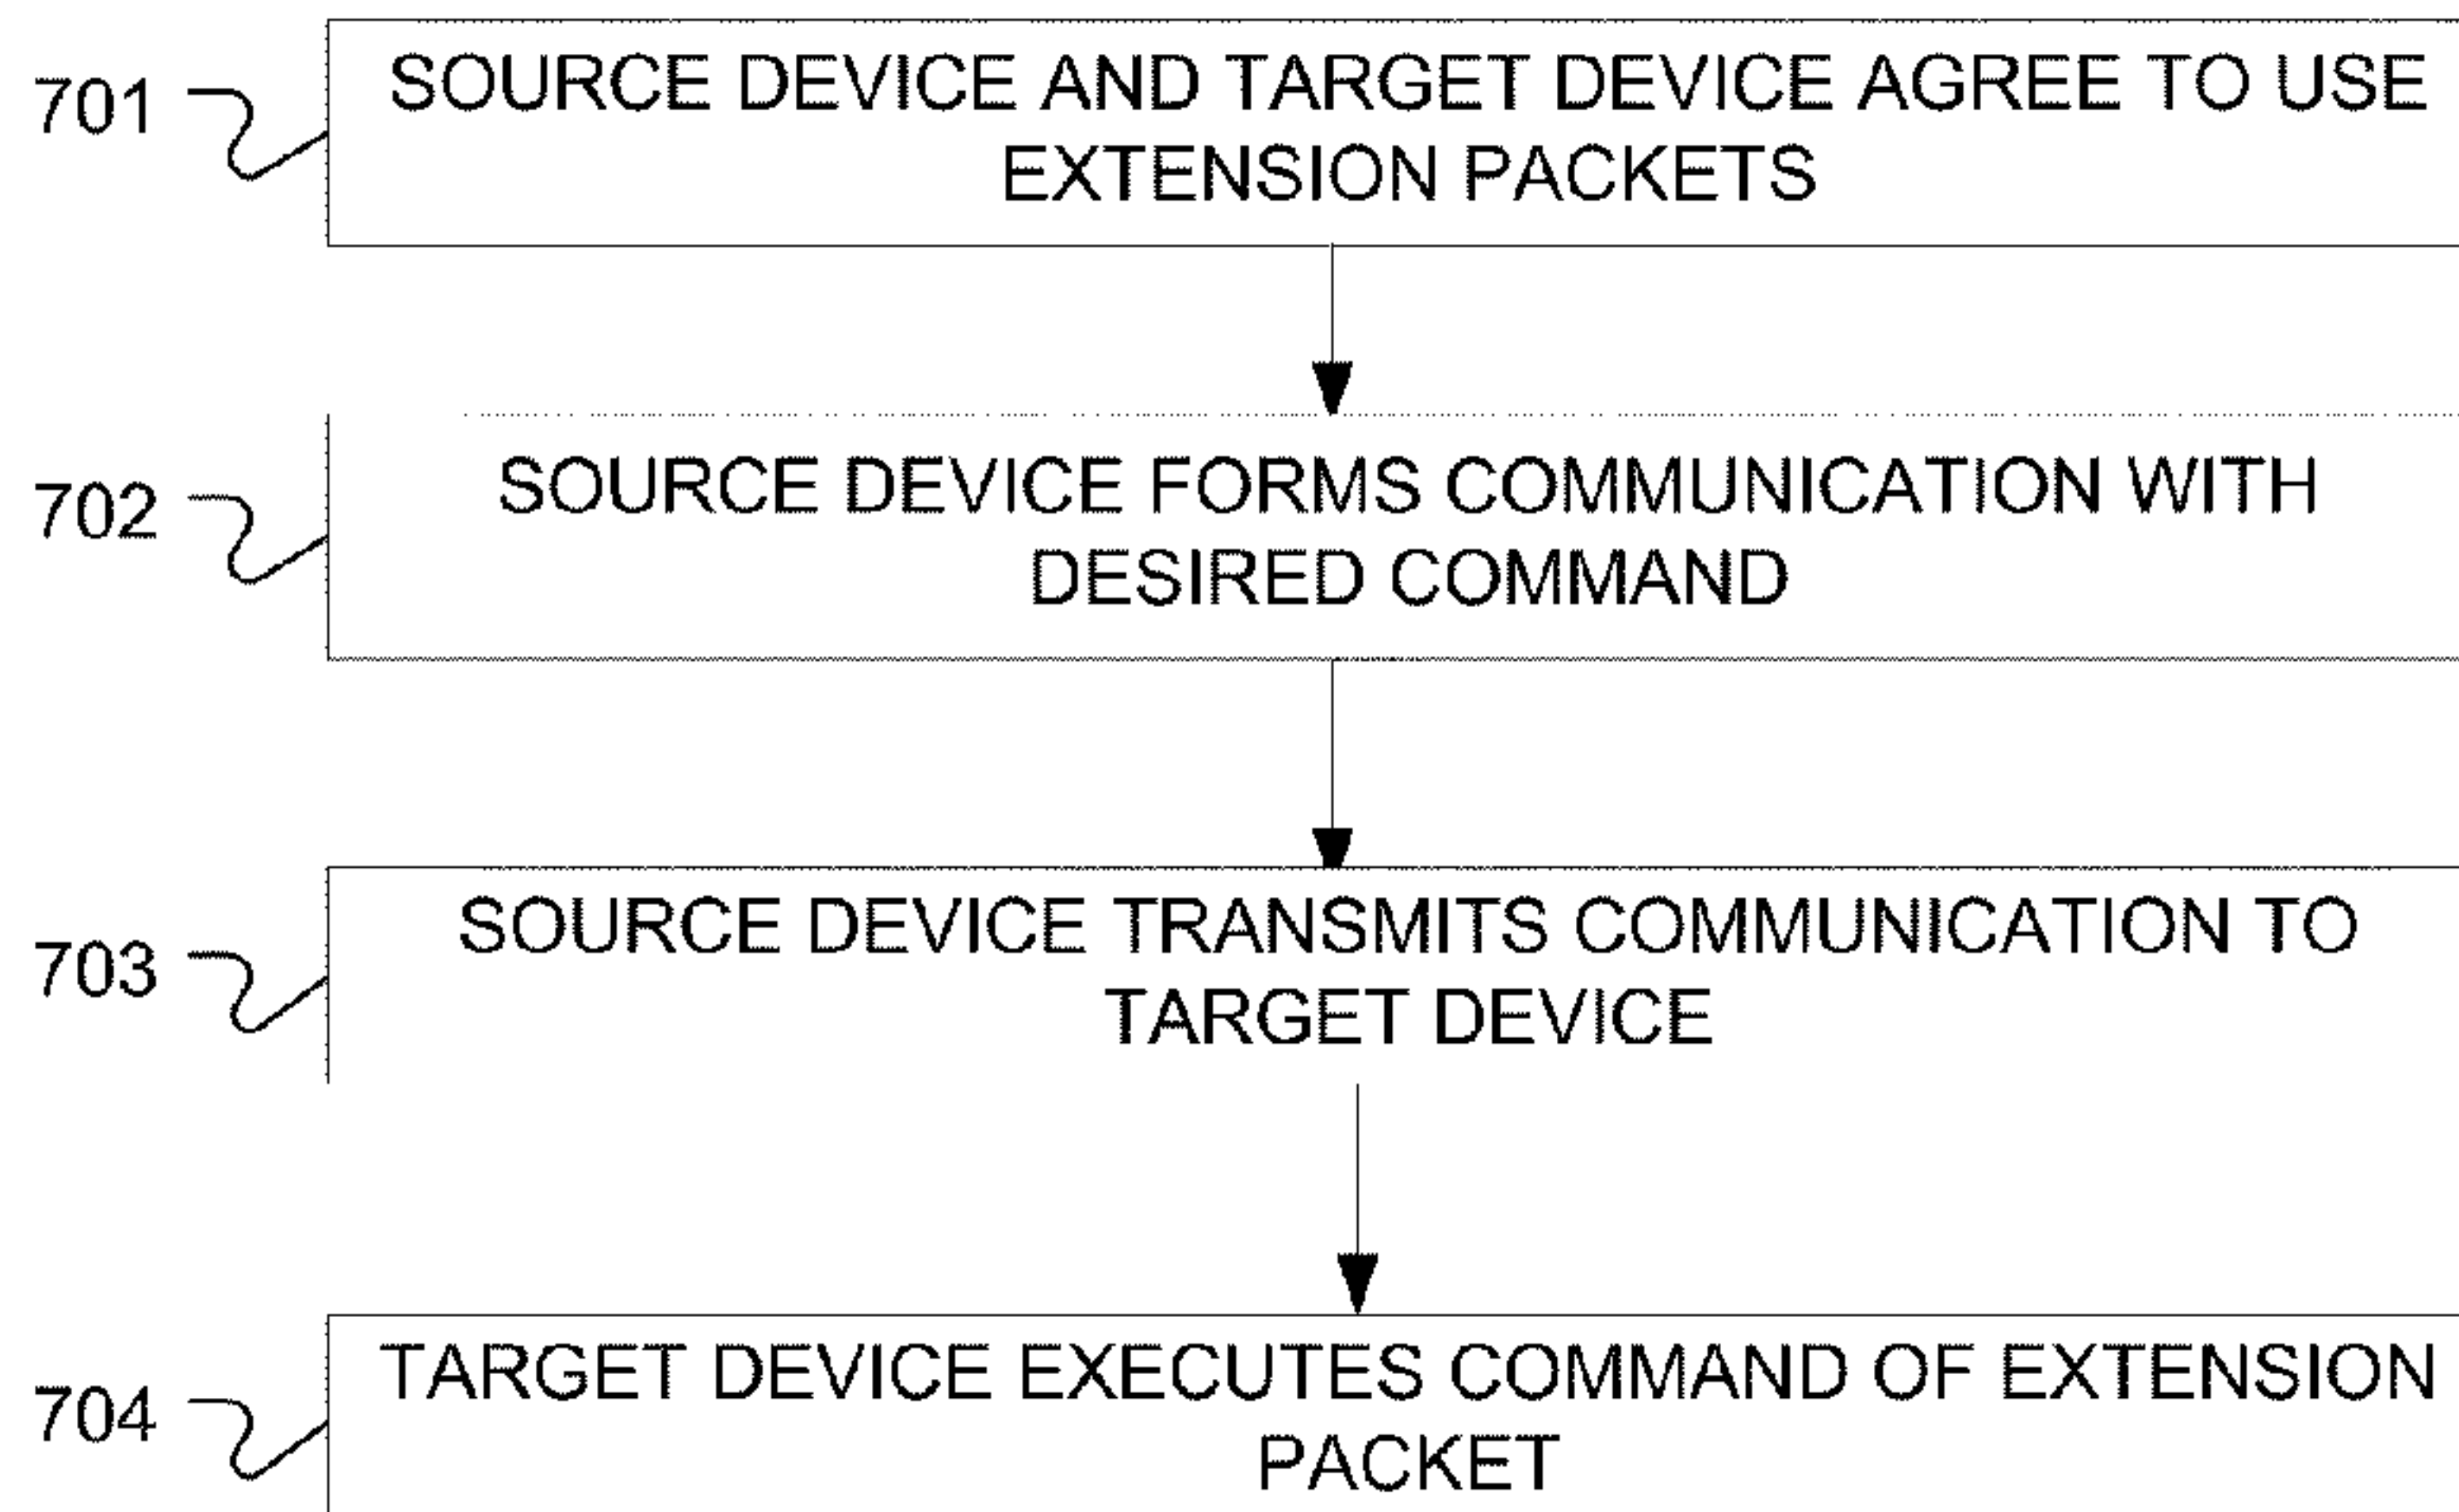 701
SOURCE DEVICE AND TARGET DEVICE AGREE TO USE
EXTENSION PACKETS
702
SOURCE DEVICE FORMS COMMUNICATION WITH
DESIRED COMMAND
703
SOURCE DEVICE TRANSMITS COMMUNICATION TO
TARGET DEVICE
704
TARGET DEVICE EXECUTES COMMAND OF EXTENSION
PACKET